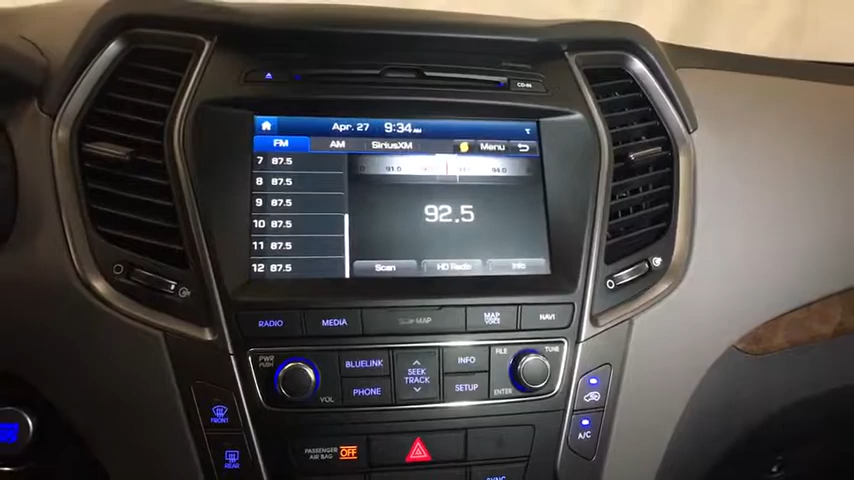 CD-IN
Apr. 27 9:34 AM
FM AM SiriusXM Menu
7 87.5
8 87.5
9 87.5
10 87.5
11 87.5
12 87.5
91.0 94.0
92.5
Scan HD Radio Info
RADIO MEDIA SEEK MAP VOICE NAVI
PWR PUSH VOL
BLUELINK
PHONE
SEEK TRACK
INFO
SETUP
FILE TUNE
ENTER
FRONT
REAR
A/C
PASSENGER AIR BAG OFF
SYNC